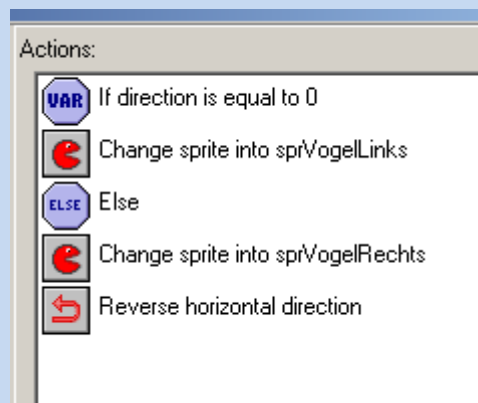 Actions:
VAR If direction is equal to 0
Change sprite into sprVogelLinks
ELSE Else
Change sprite into sprVogelRechts
Reverse horizontal direction